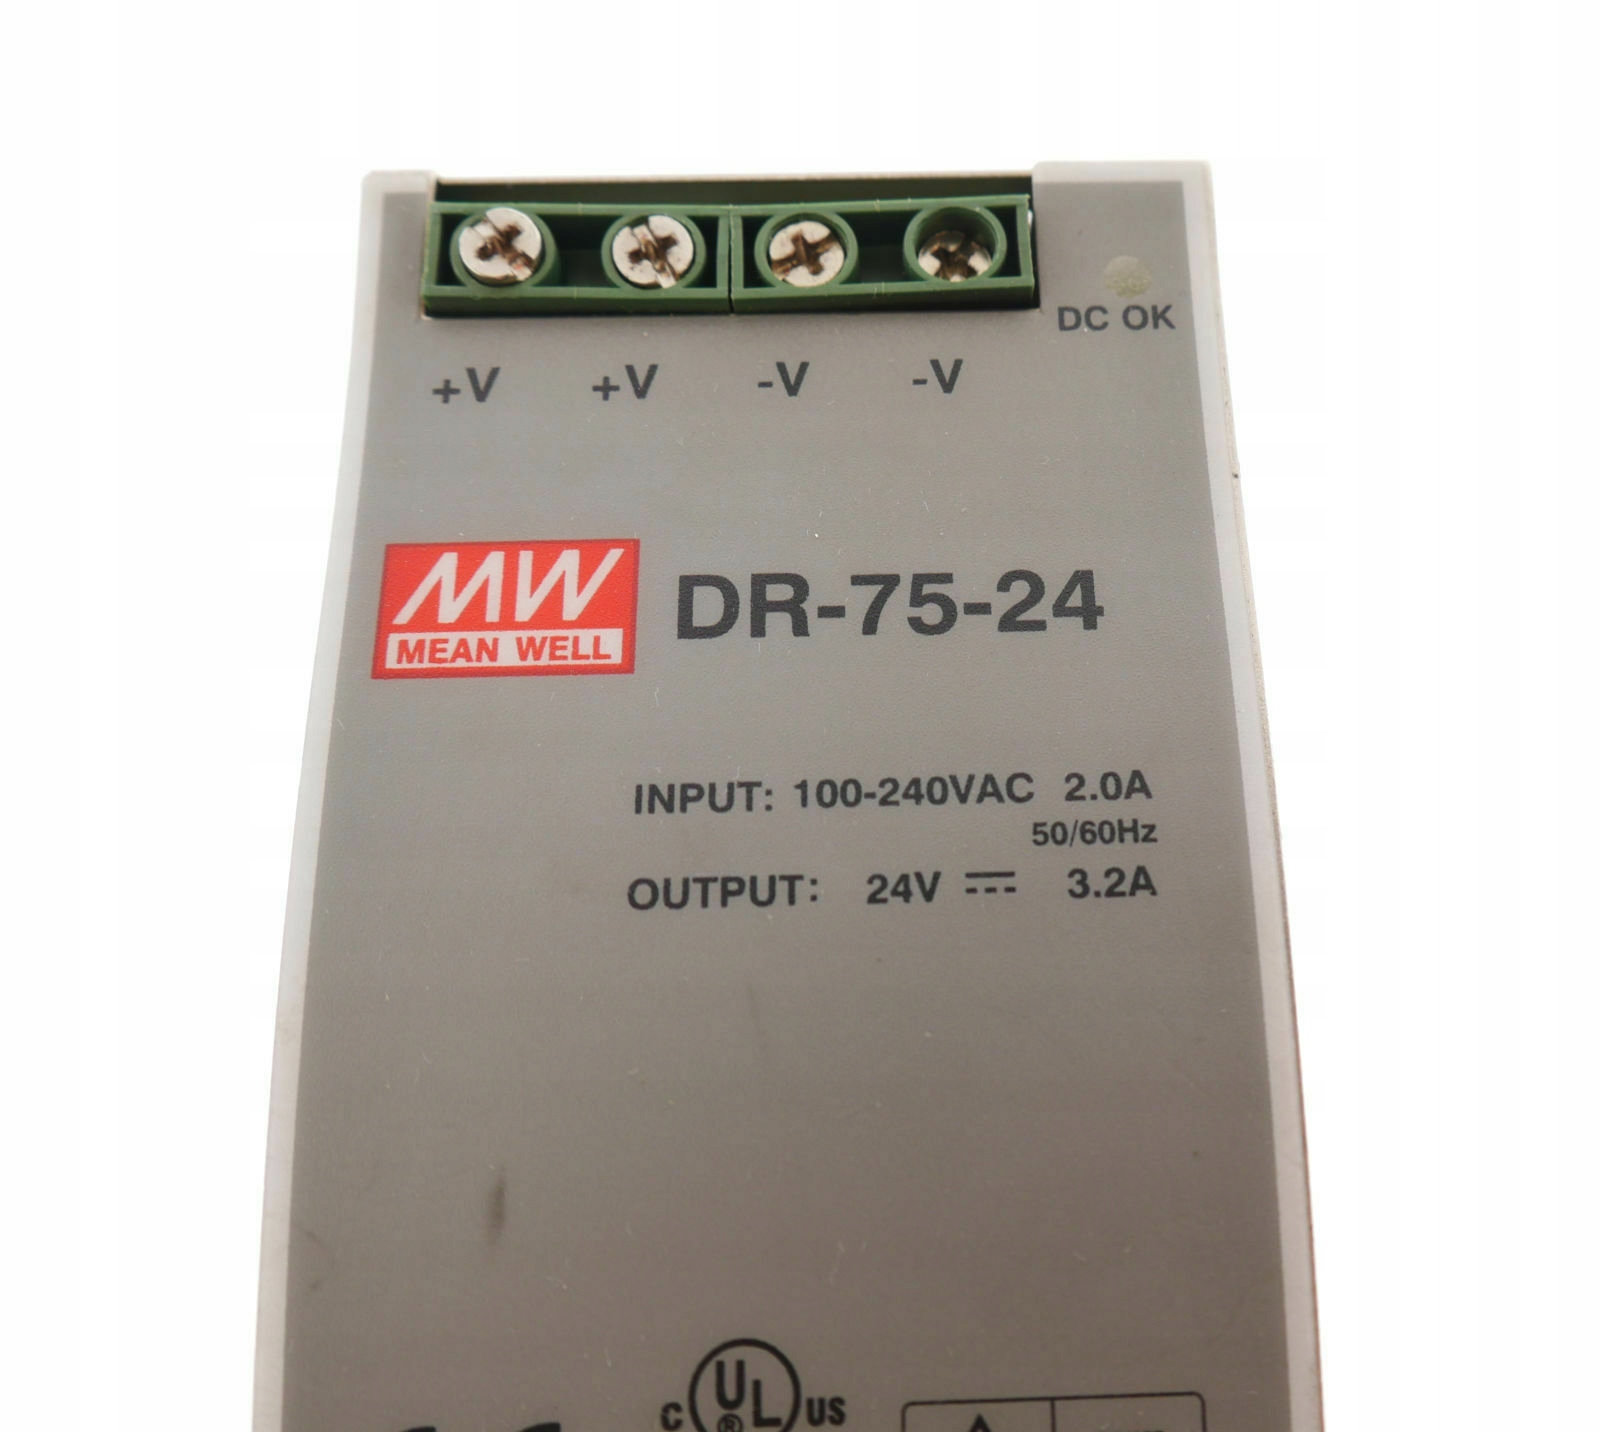 DC OK
+V +V -V -V
MW
MEAN WELL
DR-75-24
INPUT: 100-240VAC 2.0A
50/60Hz
OUTPUT: 24V 3.2A
c UL® US